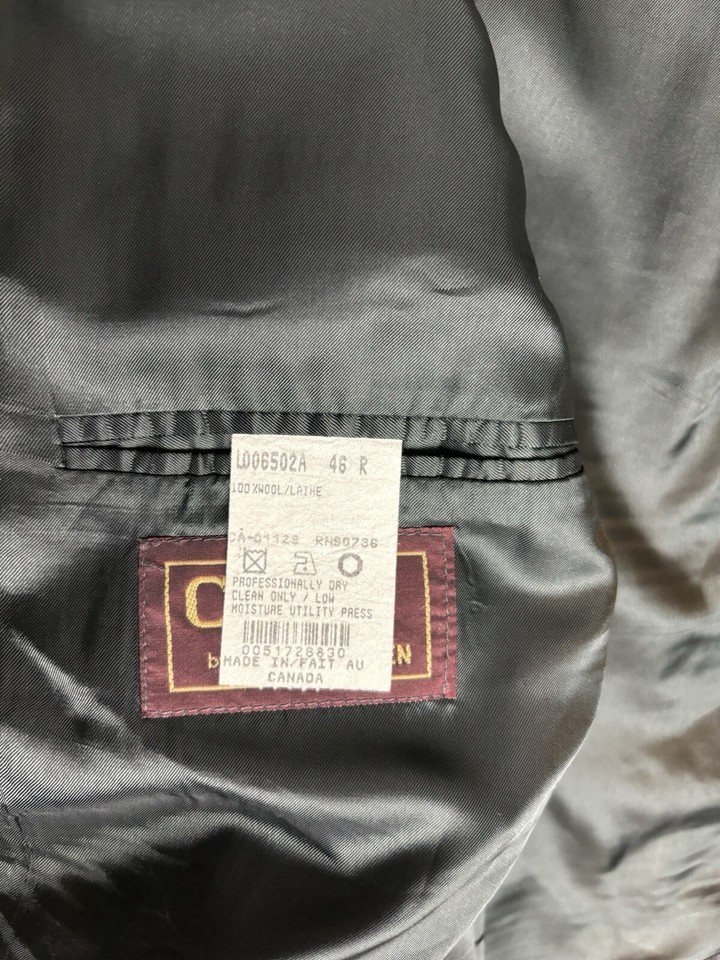 L006502A 46 R
100%WOOL/LAINE
CA-01129 RN90736
PROFESSIONALLY DRY
CLEAN ONLY / LOW
MOISTURE UTILITY PRESS
0051728830
MADE IN/FAIT AU
CANADA